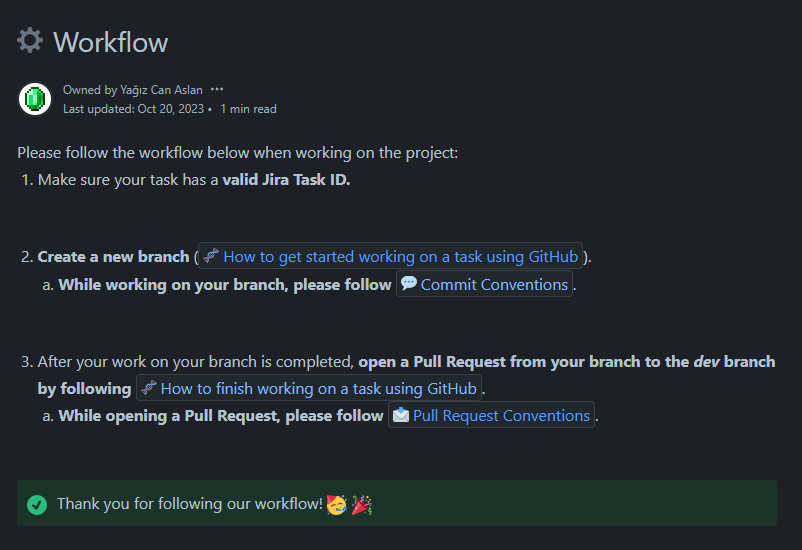 Workflow
Owned by Yağız Can Aslan •••
Last updated: Oct 20, 2023 • 1 min read
Please follow the workflow below when working on the project:
1. Make sure your task has a valid Jira Task ID.
2. Create a new branch ( How to get started working on a task using GitHub ).
a. While working on your branch, please follow Commit Conventions .
3. After your work on your branch is completed, open a Pull Request from your branch to the dev branch
by following How to finish working on a task using GitHub .
a. While opening a Pull Request, please follow Pull Request Conventions .
Thank you for following our workflow! 🥳 🎉